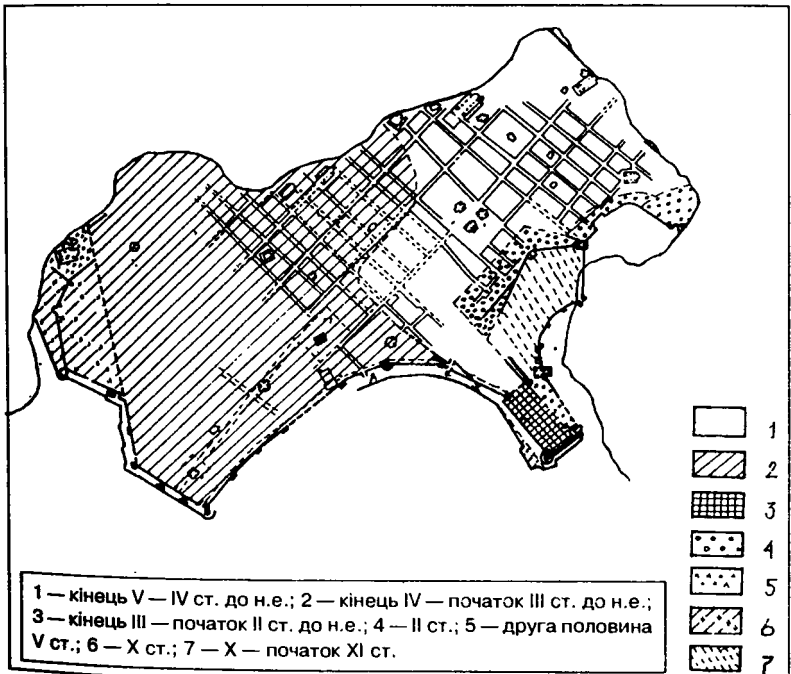 1
2
3
4
5
6
7
1 — кінець V — IV ст. до н.е.; 2 — кінець IV — початок III ст. до н.е.;
3 — кінець III — початок II ст. до н.е.; 4 — II ст.; 5 — друга половина
V ст.; 6 — X ст.; 7 — X — початок XI ст.